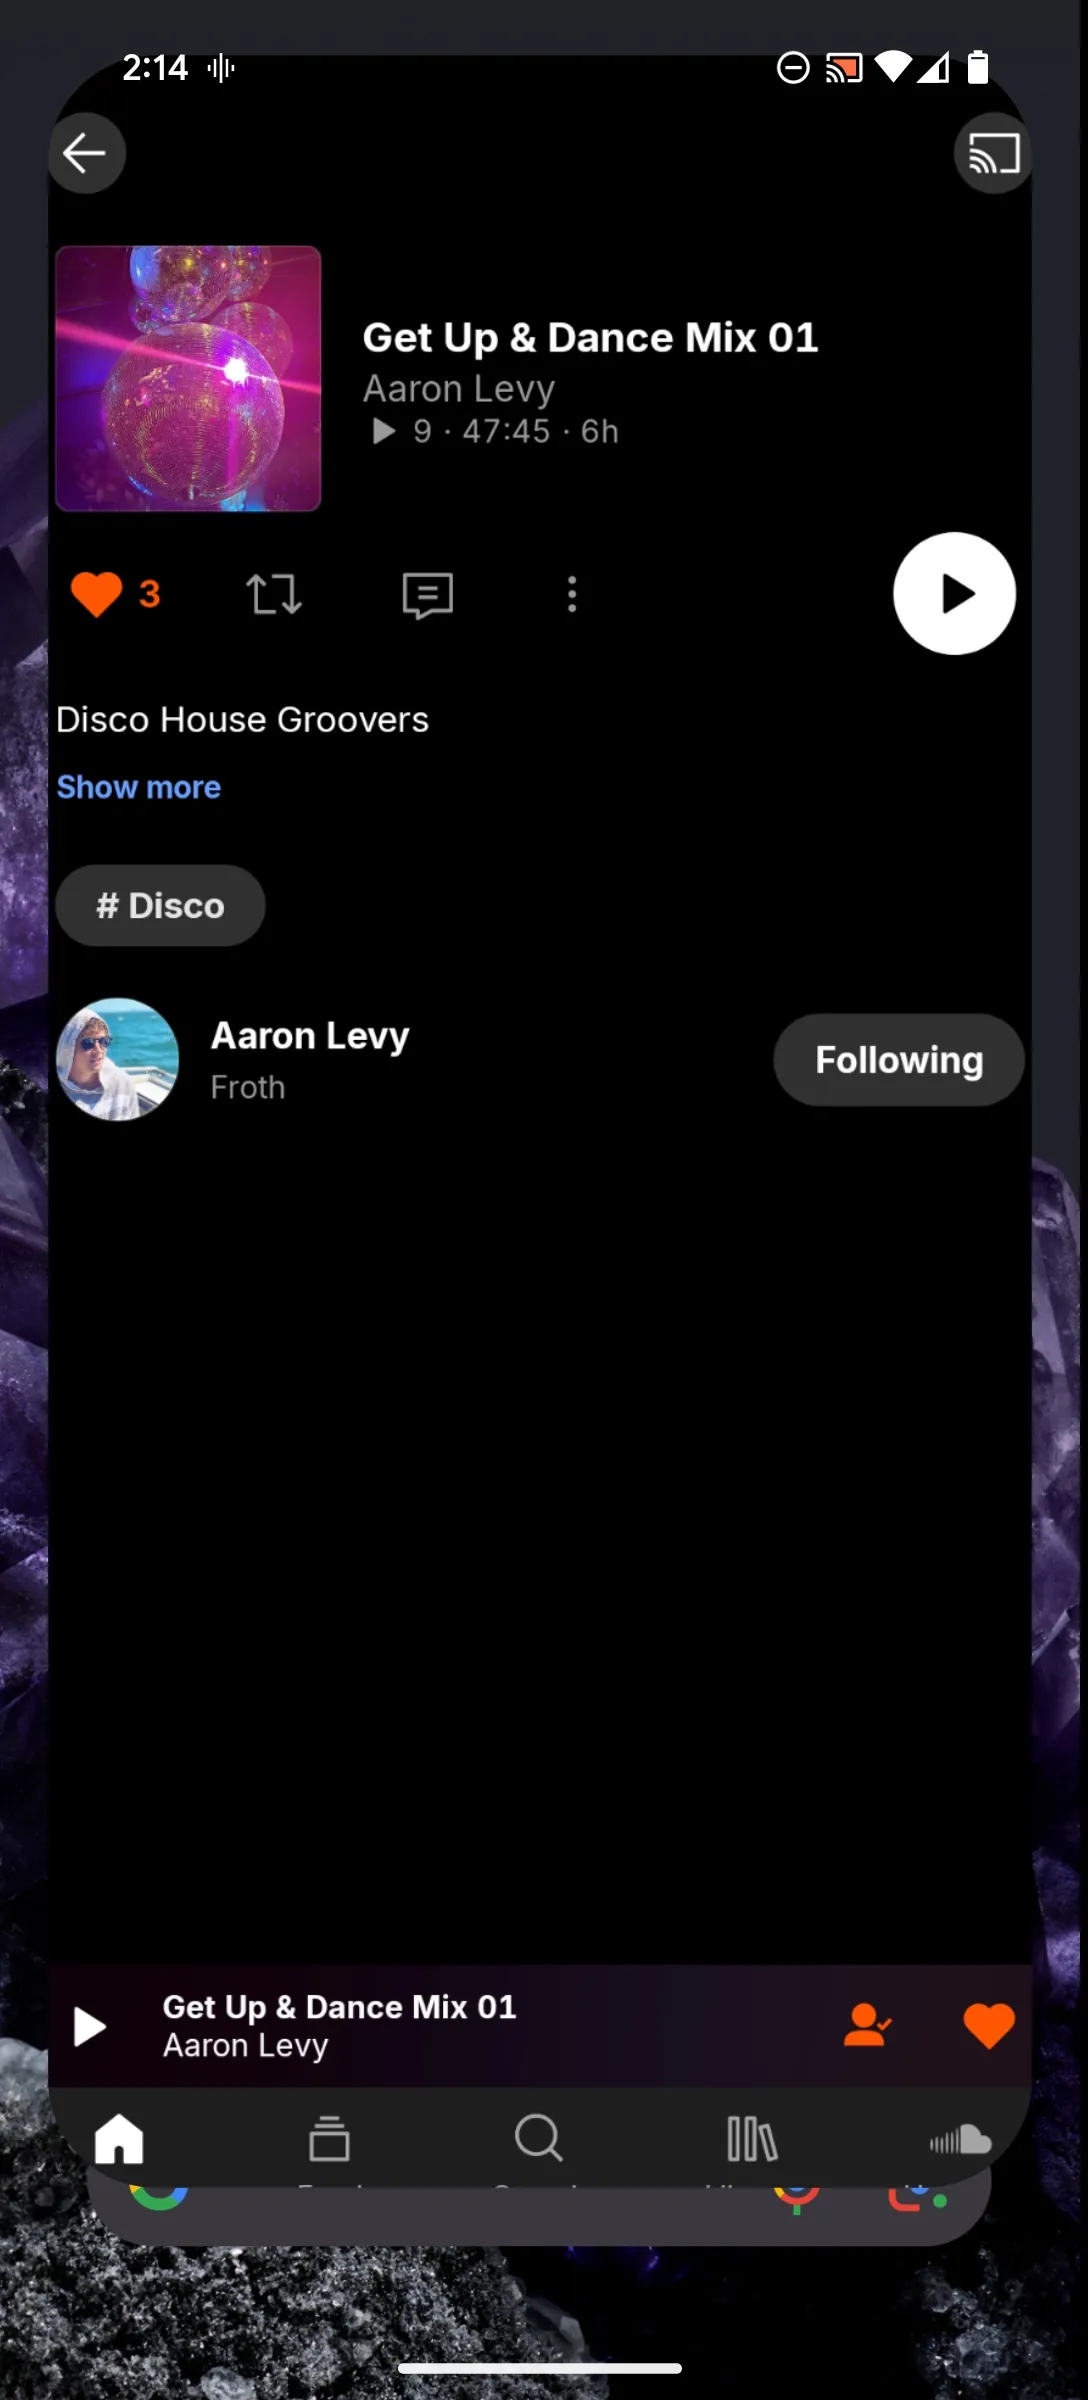 2:14
Get Up & Dance Mix 01
Aaron Levy
9 · 47:45 · 6h
3
Disco House Groovers
Show more
# Disco
Aaron Levy
Froth
Following
Get Up & Dance Mix 01
Aaron Levy